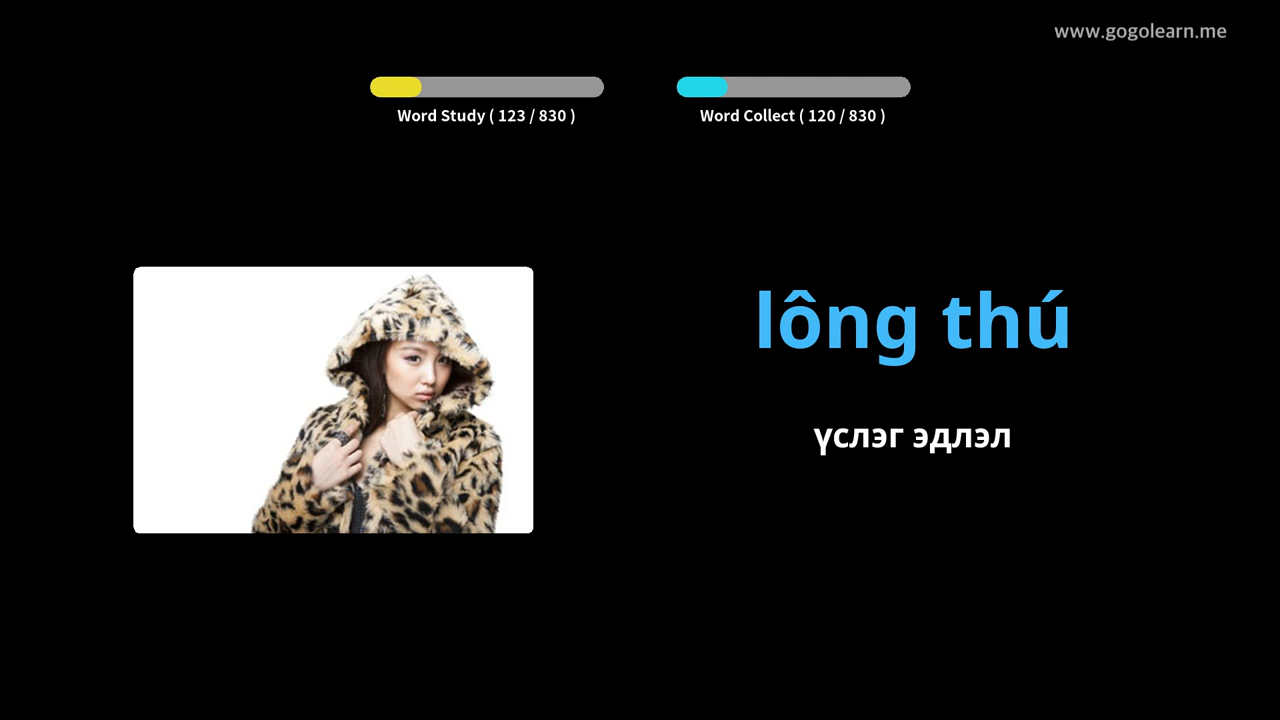 www.gogolearn.me
Word Study ( 123 / 830 )
Word Collect ( 120 / 830 )
lông thú
үслэг эдлэл